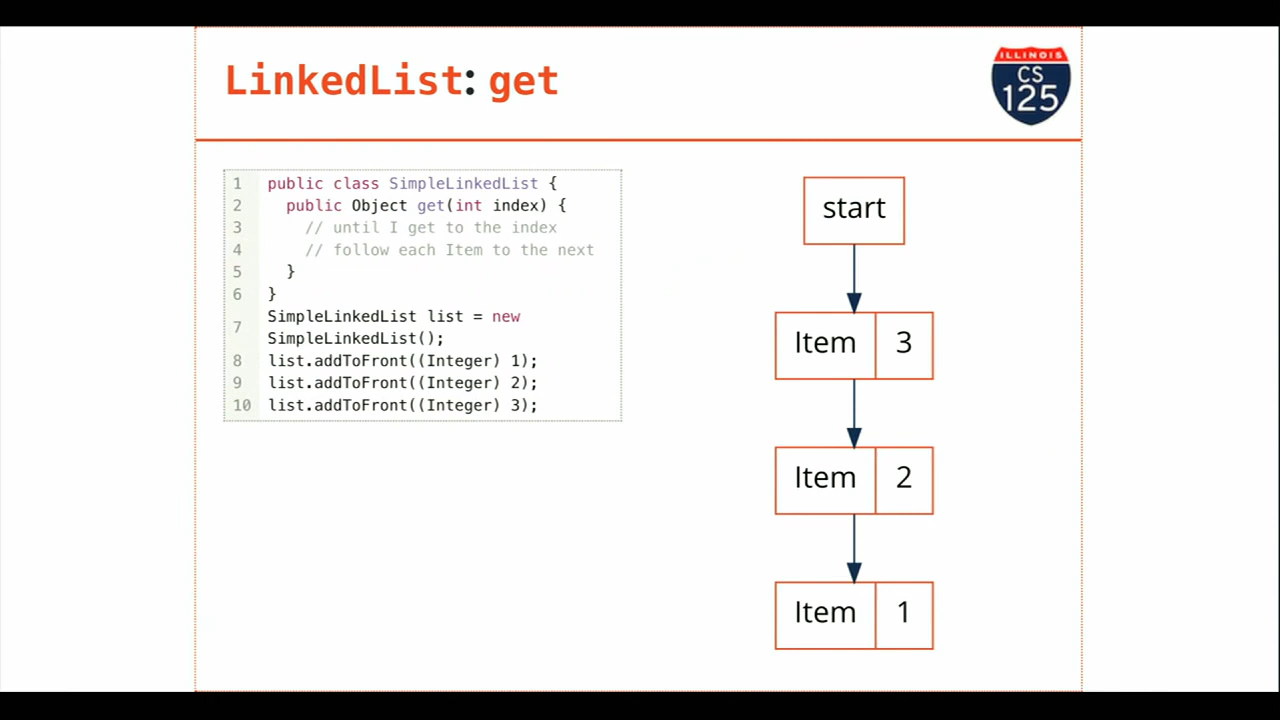 LinkedList: get
ILLINOIS
CS
125
1 public class SimpleLinkedList {
2 public Object get(int index) {
3 // until I get to the index
4 // follow each Item to the next
5 }
6 }
7 SimpleLinkedList list = new
SimpleLinkedList();
8 list.addToFront((Integer) 1);
9 list.addToFront((Integer) 2);
10 list.addToFront((Integer) 3);
start
Item 3
Item 2
Item 1